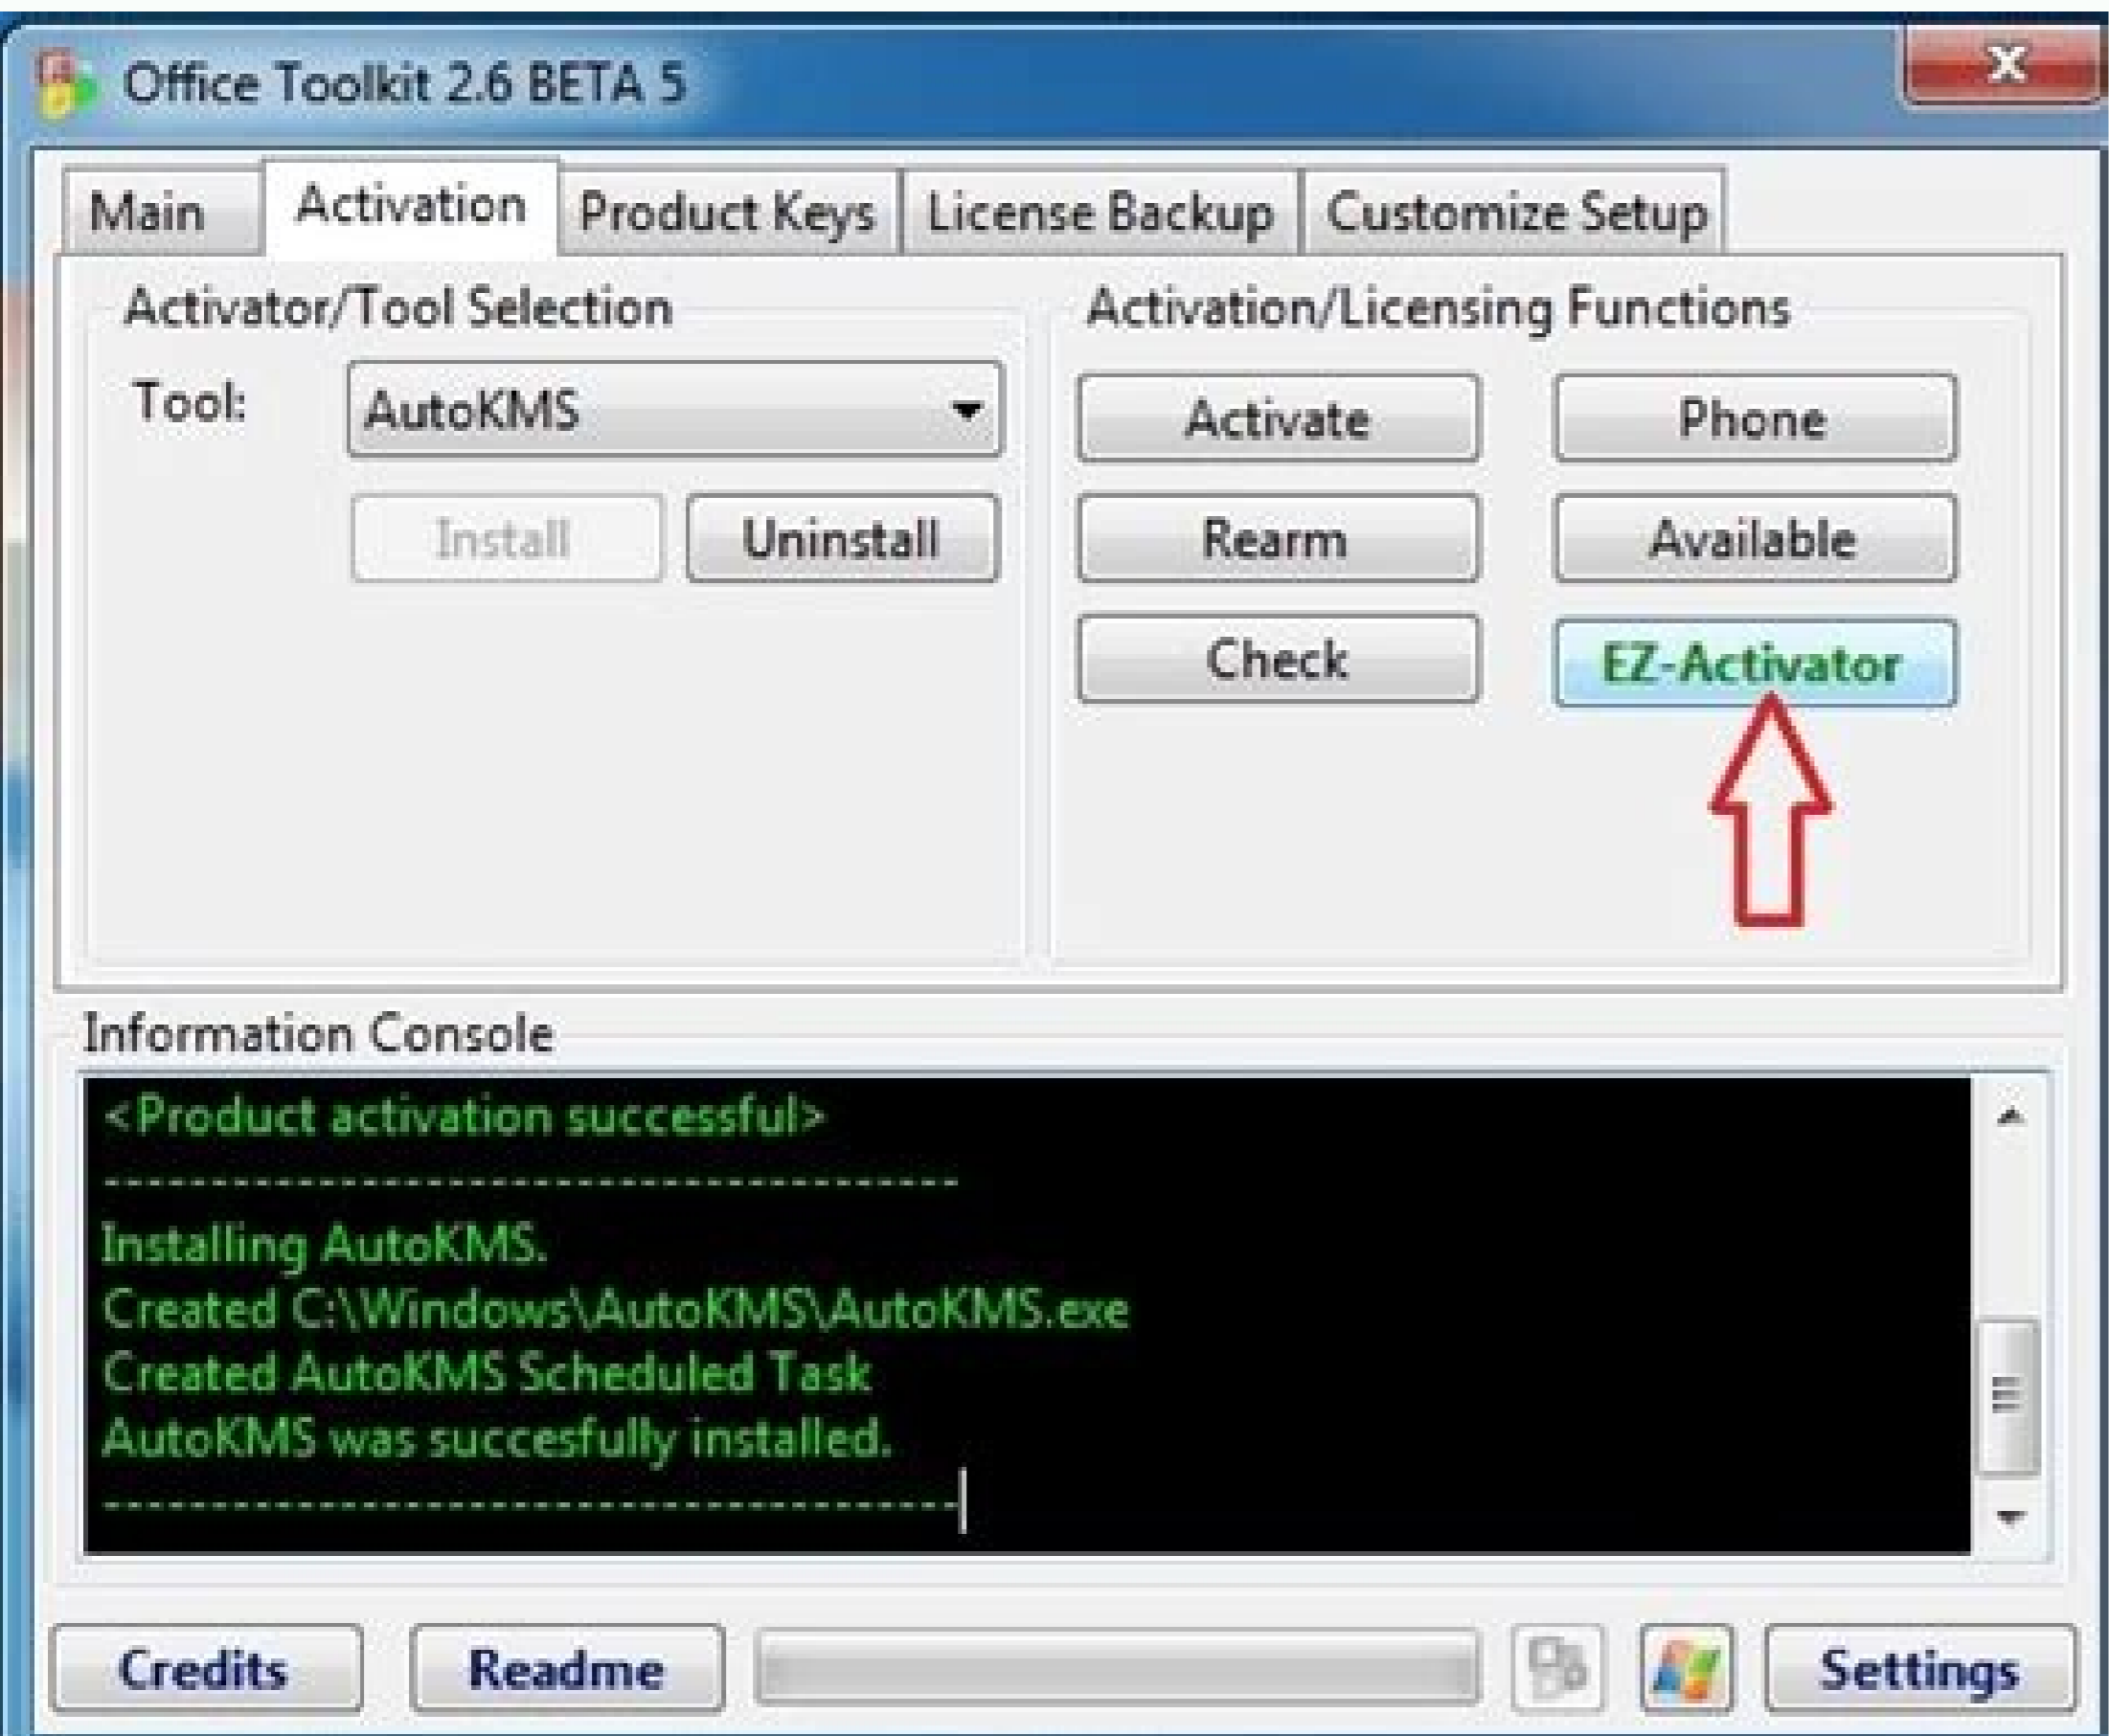 Office Toolkit 2.6 BETA 5
x
Main Activation Product Keys License Backup Customize Setup
Activator/Tool Selection
Tool: AutoKMS
Install Uninstall
Activation/Licensing Functions
Activate Phone
Rearm Available
Check EZ-Activator
Information Console
<Product activation successful>
----------------------------------------
Installing AutoKMS.
Created C:\Windows\AutoKMS\AutoKMS.exe
Created AutoKMS Scheduled Task
AutoKMS was succesfully installed.
----------------------------------------
Credits Readme Settings